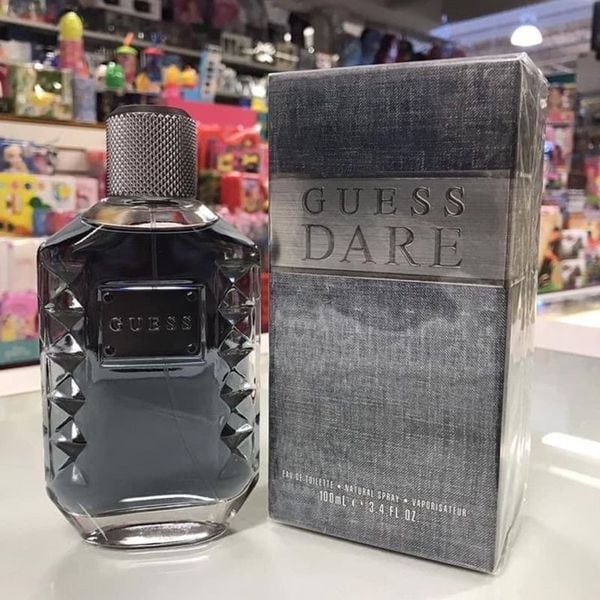 GUESS
GUESS
DARE
EAU DE TOILETTE • NATURAL SPRAY • VAPORISATEUR
100mL e 3.4 FL OZ